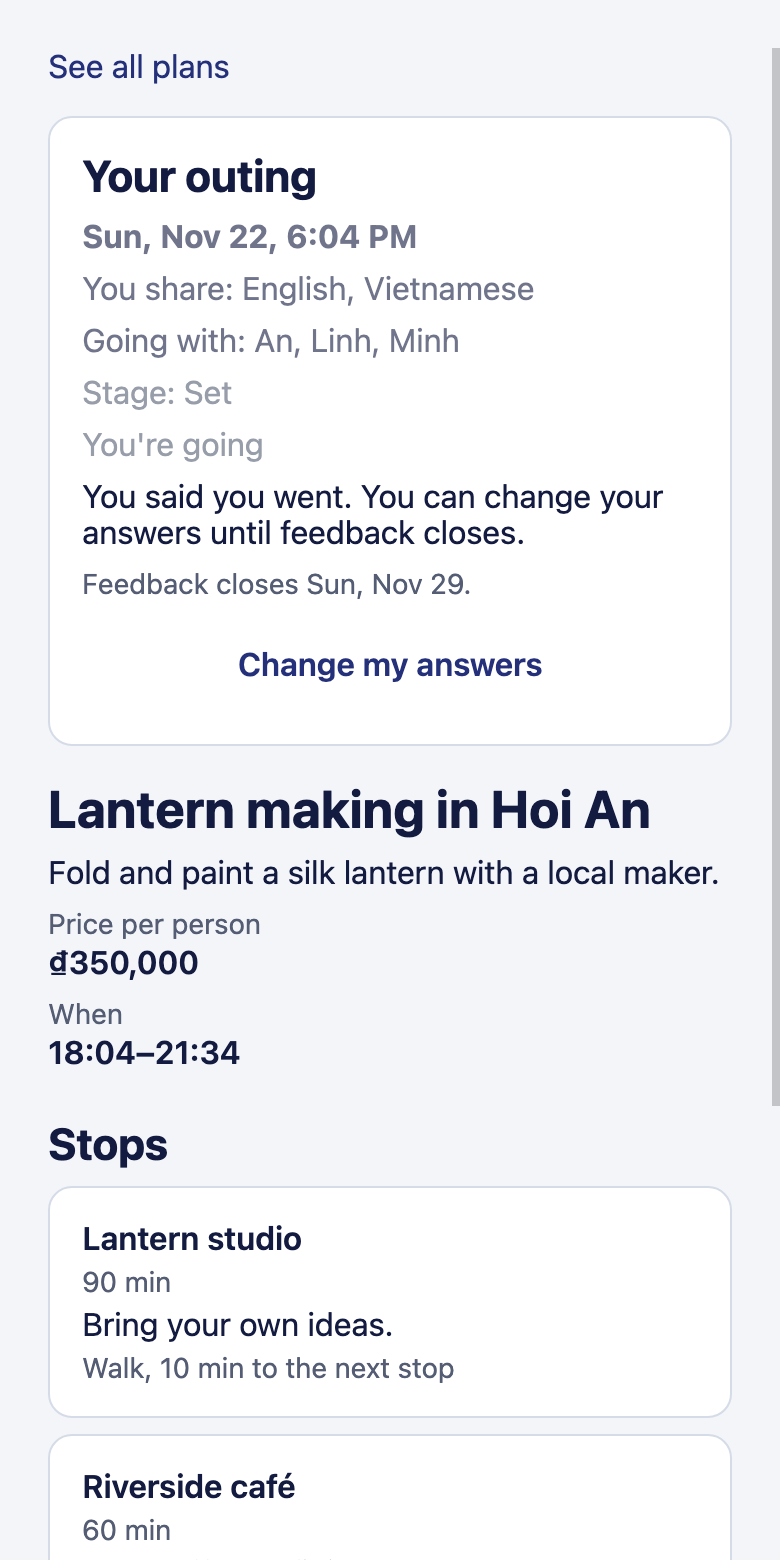 See all plans
Your outing
Sun, Nov 22, 6:04 PM
You share: English, Vietnamese
Going with: An, Linh, Minh
Stage: Set
You're going
You said you went. You can change your
answers until feedback closes.
Feedback closes Sun, Nov 29.
Change my answers
Lantern making in Hoi An
Fold and paint a silk lantern with a local maker.
Price per person
₫350,000
When
18:04–21:34
Stops
Lantern studio
90 min
Bring your own ideas.
Walk, 10 min to the next stop
Riverside café
60 min